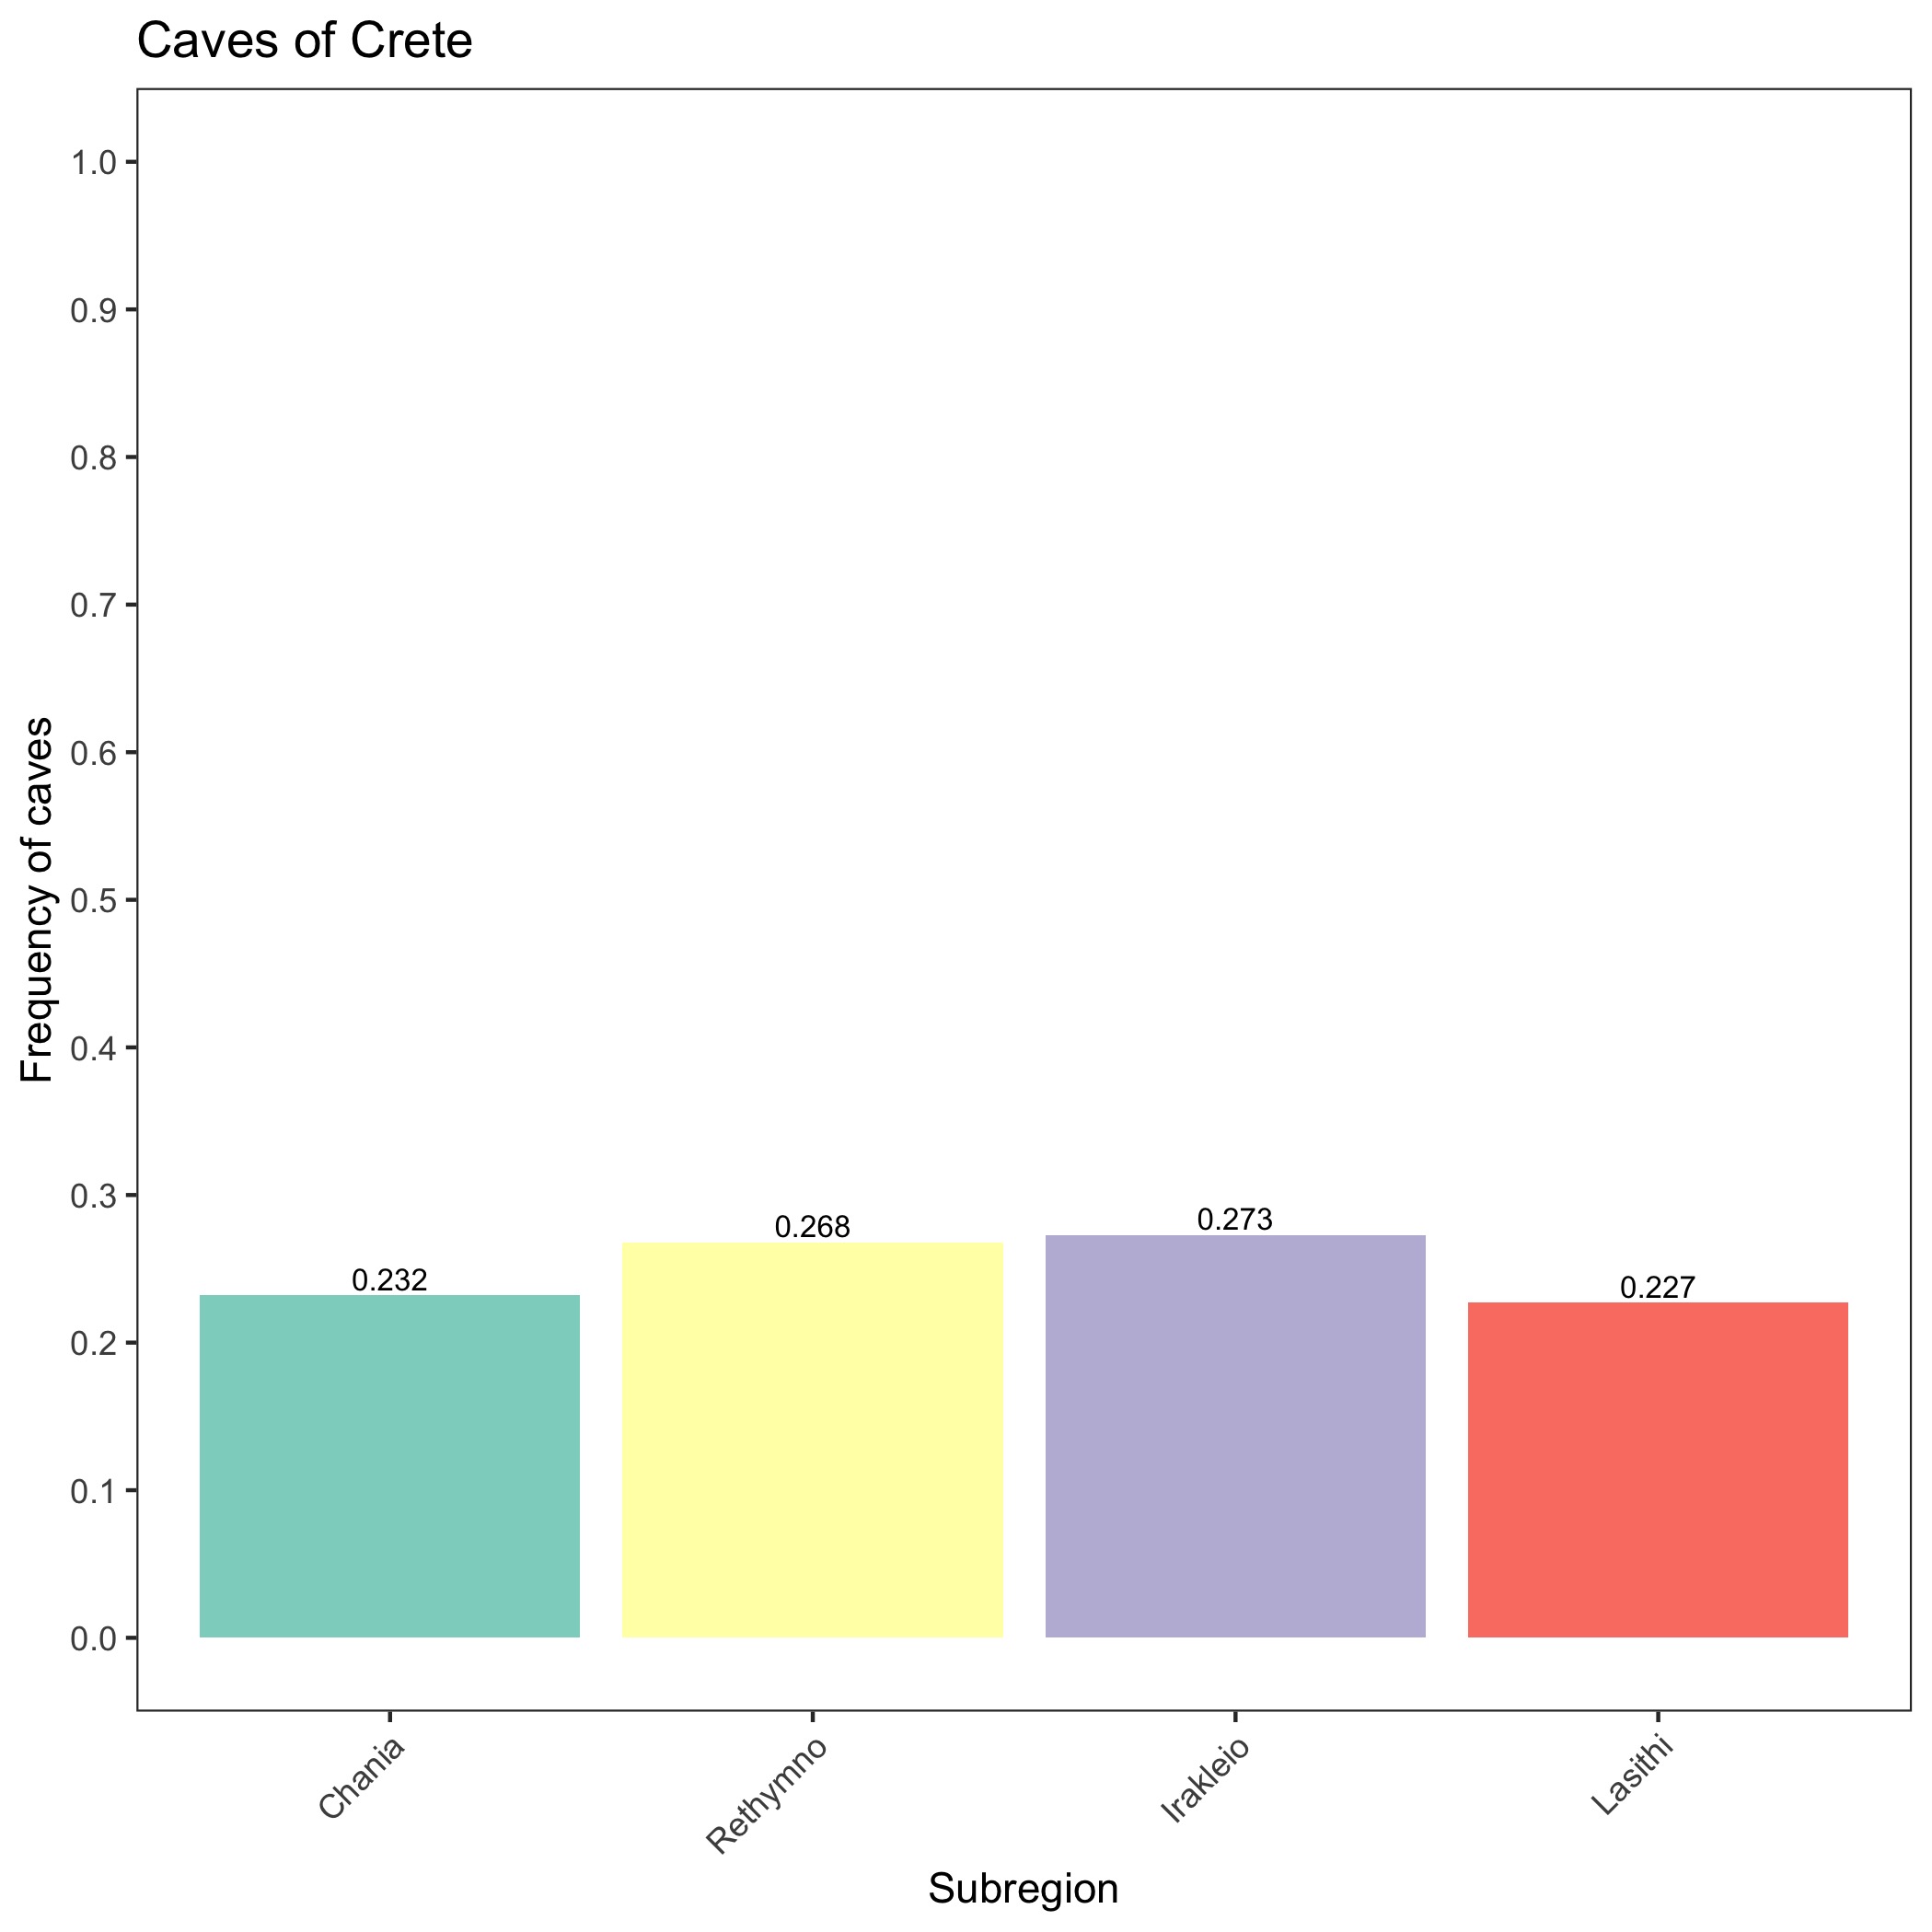 Caves of Crete
Frequency of caves
1.0
0.9
0.8
0.7
0.6
0.5
0.4
0.3
0.2
0.1
0.0
0.232
0.268
0.273
0.227
Chania
Rethymno
Irakleio
Lasithi
Subregion